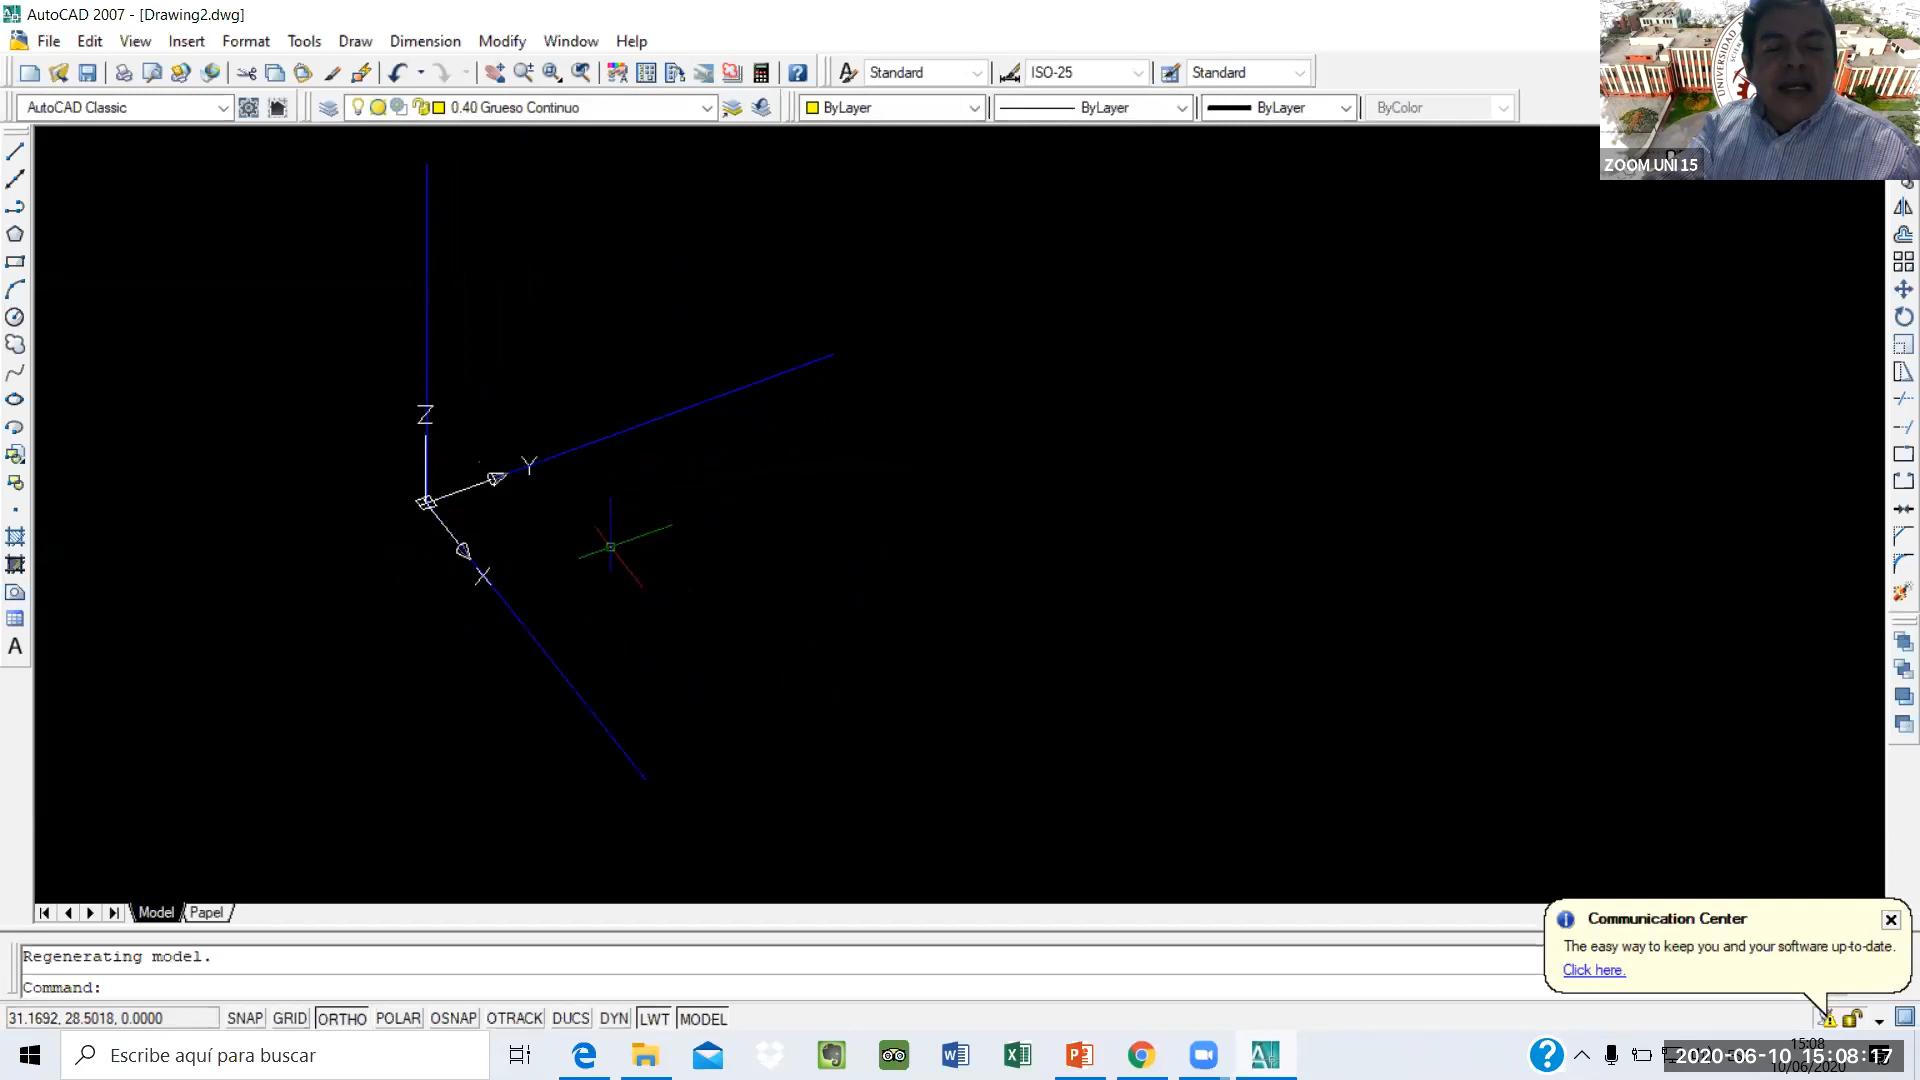 AutoCAD 2007 - [Drawing2.dwg]
File Edit View Insert Format Tools Draw Dimension Modify Window Help
Standard ISO-25 Standard
AutoCAD Classic 0.40 Grueso Continuo ByLayer ByLayer ByLayer ByColor
UNIVERSIDAD
ZOOM UNI 15
Z
Y
X
A
Model Papel
Communication Center
The easy way to keep you and your software up-to-date.
Click here.
Regenerating model.
Command:
31.1692, 28.5018, 0.0000 SNAP GRID ORTHO POLAR OSNAP OTRACK DUCS DYN LWT MODEL
Escribe aquí para buscar
15:08
10/06/2020
2020-06-10 15:08:17